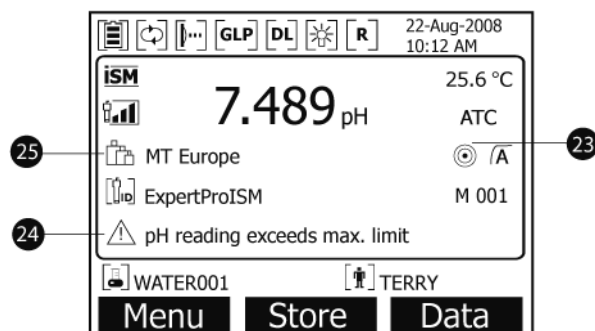 GLP DL R 22-Aug-2008
10:12 AM
iSM 25.6 °C
7.489 pH ATC
25 MT Europe A 23
ID ExpertProISM M 001
24 pH reading exceeds max. limit
WATER001 TERRY
Menu Store Data